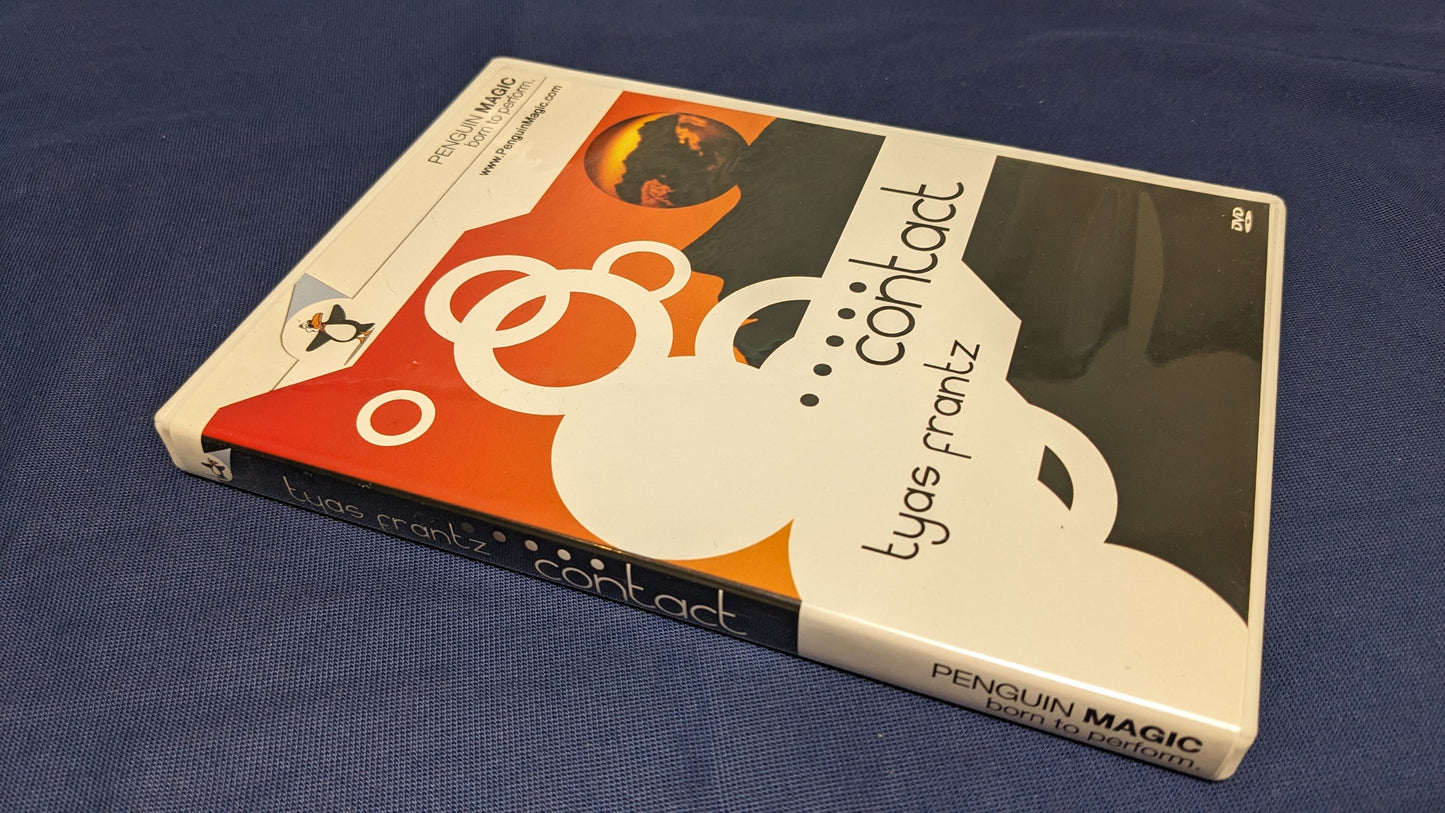 PENGUIN MAGIC
born to perform.
www.PenguinMagic.com
contact
tyas frantz
DVD
tyas frantz
contact
PENGUIN MAGIC
born to perform.